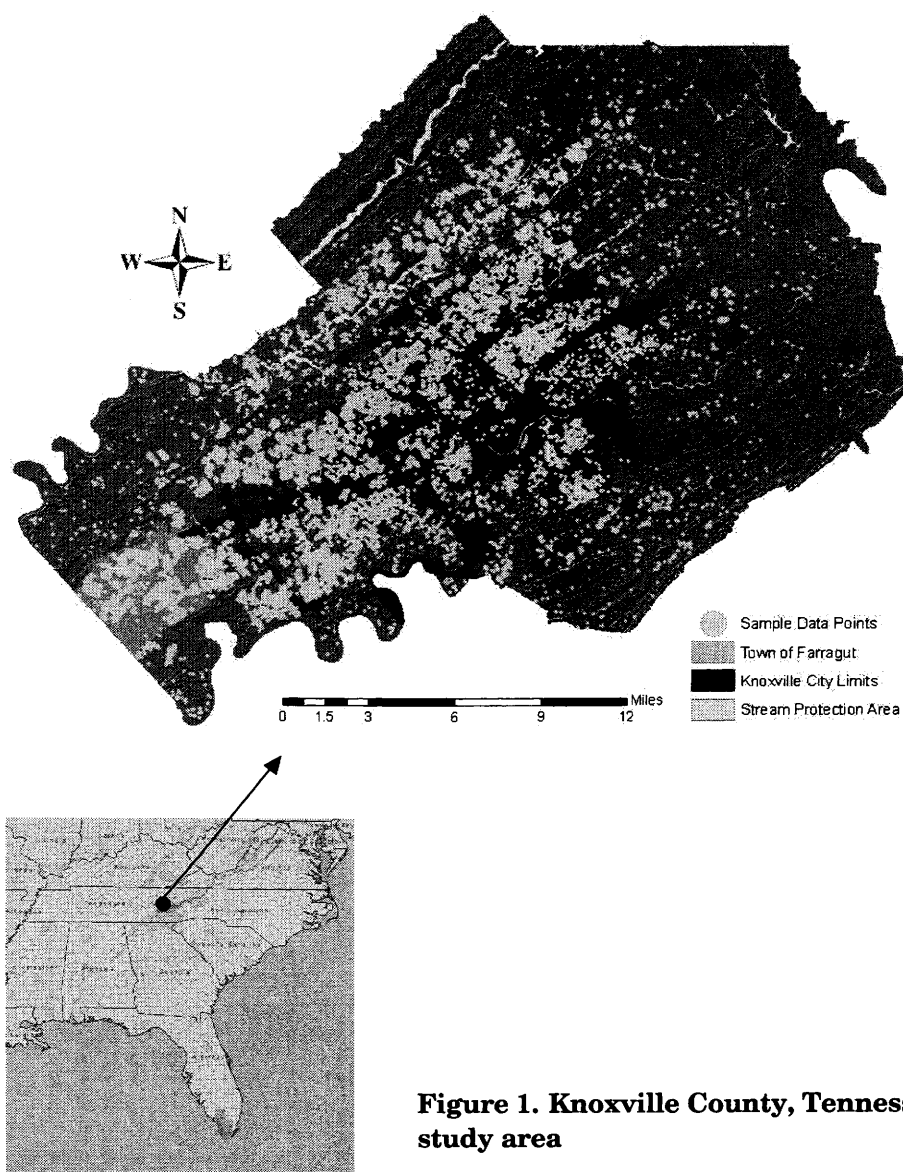 N
W E
S
Sample Data Points
Town of Farragut
Knoxville City Limits
Stream Protection Area
Miles
0 1.5 3 6 9 12
Figure 1. Knoxville County, Tenness
study area